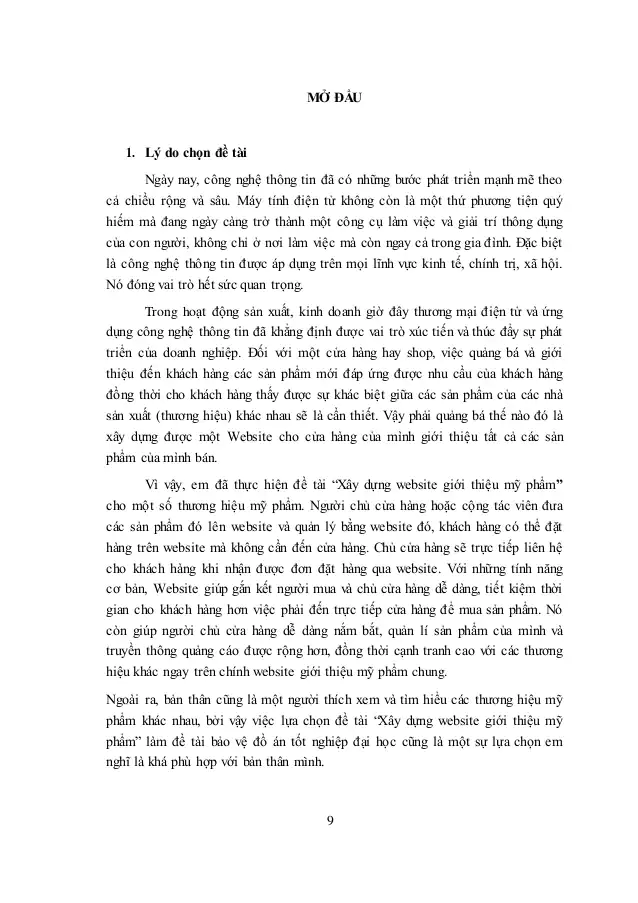 MỞ ĐẦU
1. Lý do chọn đề tài
Ngày nay, công nghệ thông tin đã có những bước phát triển mạnh mẽ theo
cả chiều rộng và sâu. Máy tính điện tử không còn là một thứ phương tiện quý
hiếm mà đang ngày càng trở thành một công cụ làm việc và giải trí thông dụng
của con người, không chỉ ở nơi làm việc mà còn ngay cả trong gia đình. Đặc biệt
là công nghệ thông tin được áp dụng trên mọi lĩnh vực kinh tế, chính trị, xã hội.
Nó đóng vai trò hết sức quan trọng.
Trong hoạt động sản xuất, kinh doanh giờ đây thương mại điện tử và ứng
dụng công nghệ thông tin đã khẳng định được vai trò xúc tiến và thúc đẩy sự phát
triển của doanh nghiệp. Đối với một cửa hàng hay shop, việc quảng bá và giới
thiệu đến khách hàng các sản phẩm mới đáp ứng được nhu cầu của khách hàng
đồng thời cho khách hàng thấy được sự khác biệt giữa các sản phẩm của các nhà
sản xuất (thương hiệu) khác nhau sẽ là cần thiết. Vậy phải quảng bá thế nào đó là
xây dựng được một Website cho cửa hàng của mình giới thiệu tất cả các sản
phẩm của mình bán.
Vì vậy, em đã thực hiện đề tài “Xây dựng website giới thiệu mỹ phẩm”
cho một số thương hiệu mỹ phẩm. Người chủ cửa hàng hoặc cộng tác viên đưa
các sản phẩm đó lên website và quản lý bằng website đó, khách hàng có thể đặt
hàng trên website mà không cần đến cửa hàng. Chủ cửa hàng sẽ trực tiếp liên hệ
cho khách hàng khi nhận được đơn đặt hàng qua website. Với những tính năng
cơ bản, Website giúp gắn kết người mua và chủ cửa hàng dễ dàng, tiết kiệm thời
gian cho khách hàng hơn việc phải đến trực tiếp cửa hàng để mua sản phẩm. Nó
còn giúp người chủ cửa hàng dễ dàng nắm bắt, quản lí sản phẩm của mình và
truyền thông quảng cáo được rộng hơn, đồng thời cạnh tranh cao với các thương
hiệu khác ngay trên chính website giới thiệu mỹ phẩm chung.
Ngoài ra, bản thân cũng là một người thích xem và tìm hiểu các thương hiệu mỹ
phẩm khác nhau, bởi vậy việc lựa chọn đề tài “Xây dựng website giới thiệu mỹ
phẩm” làm đề tài bảo vệ đồ án tốt nghiệp đại học cũng là một sự lựa chọn em
nghĩ là khá phù hợp với bản thân mình.
9